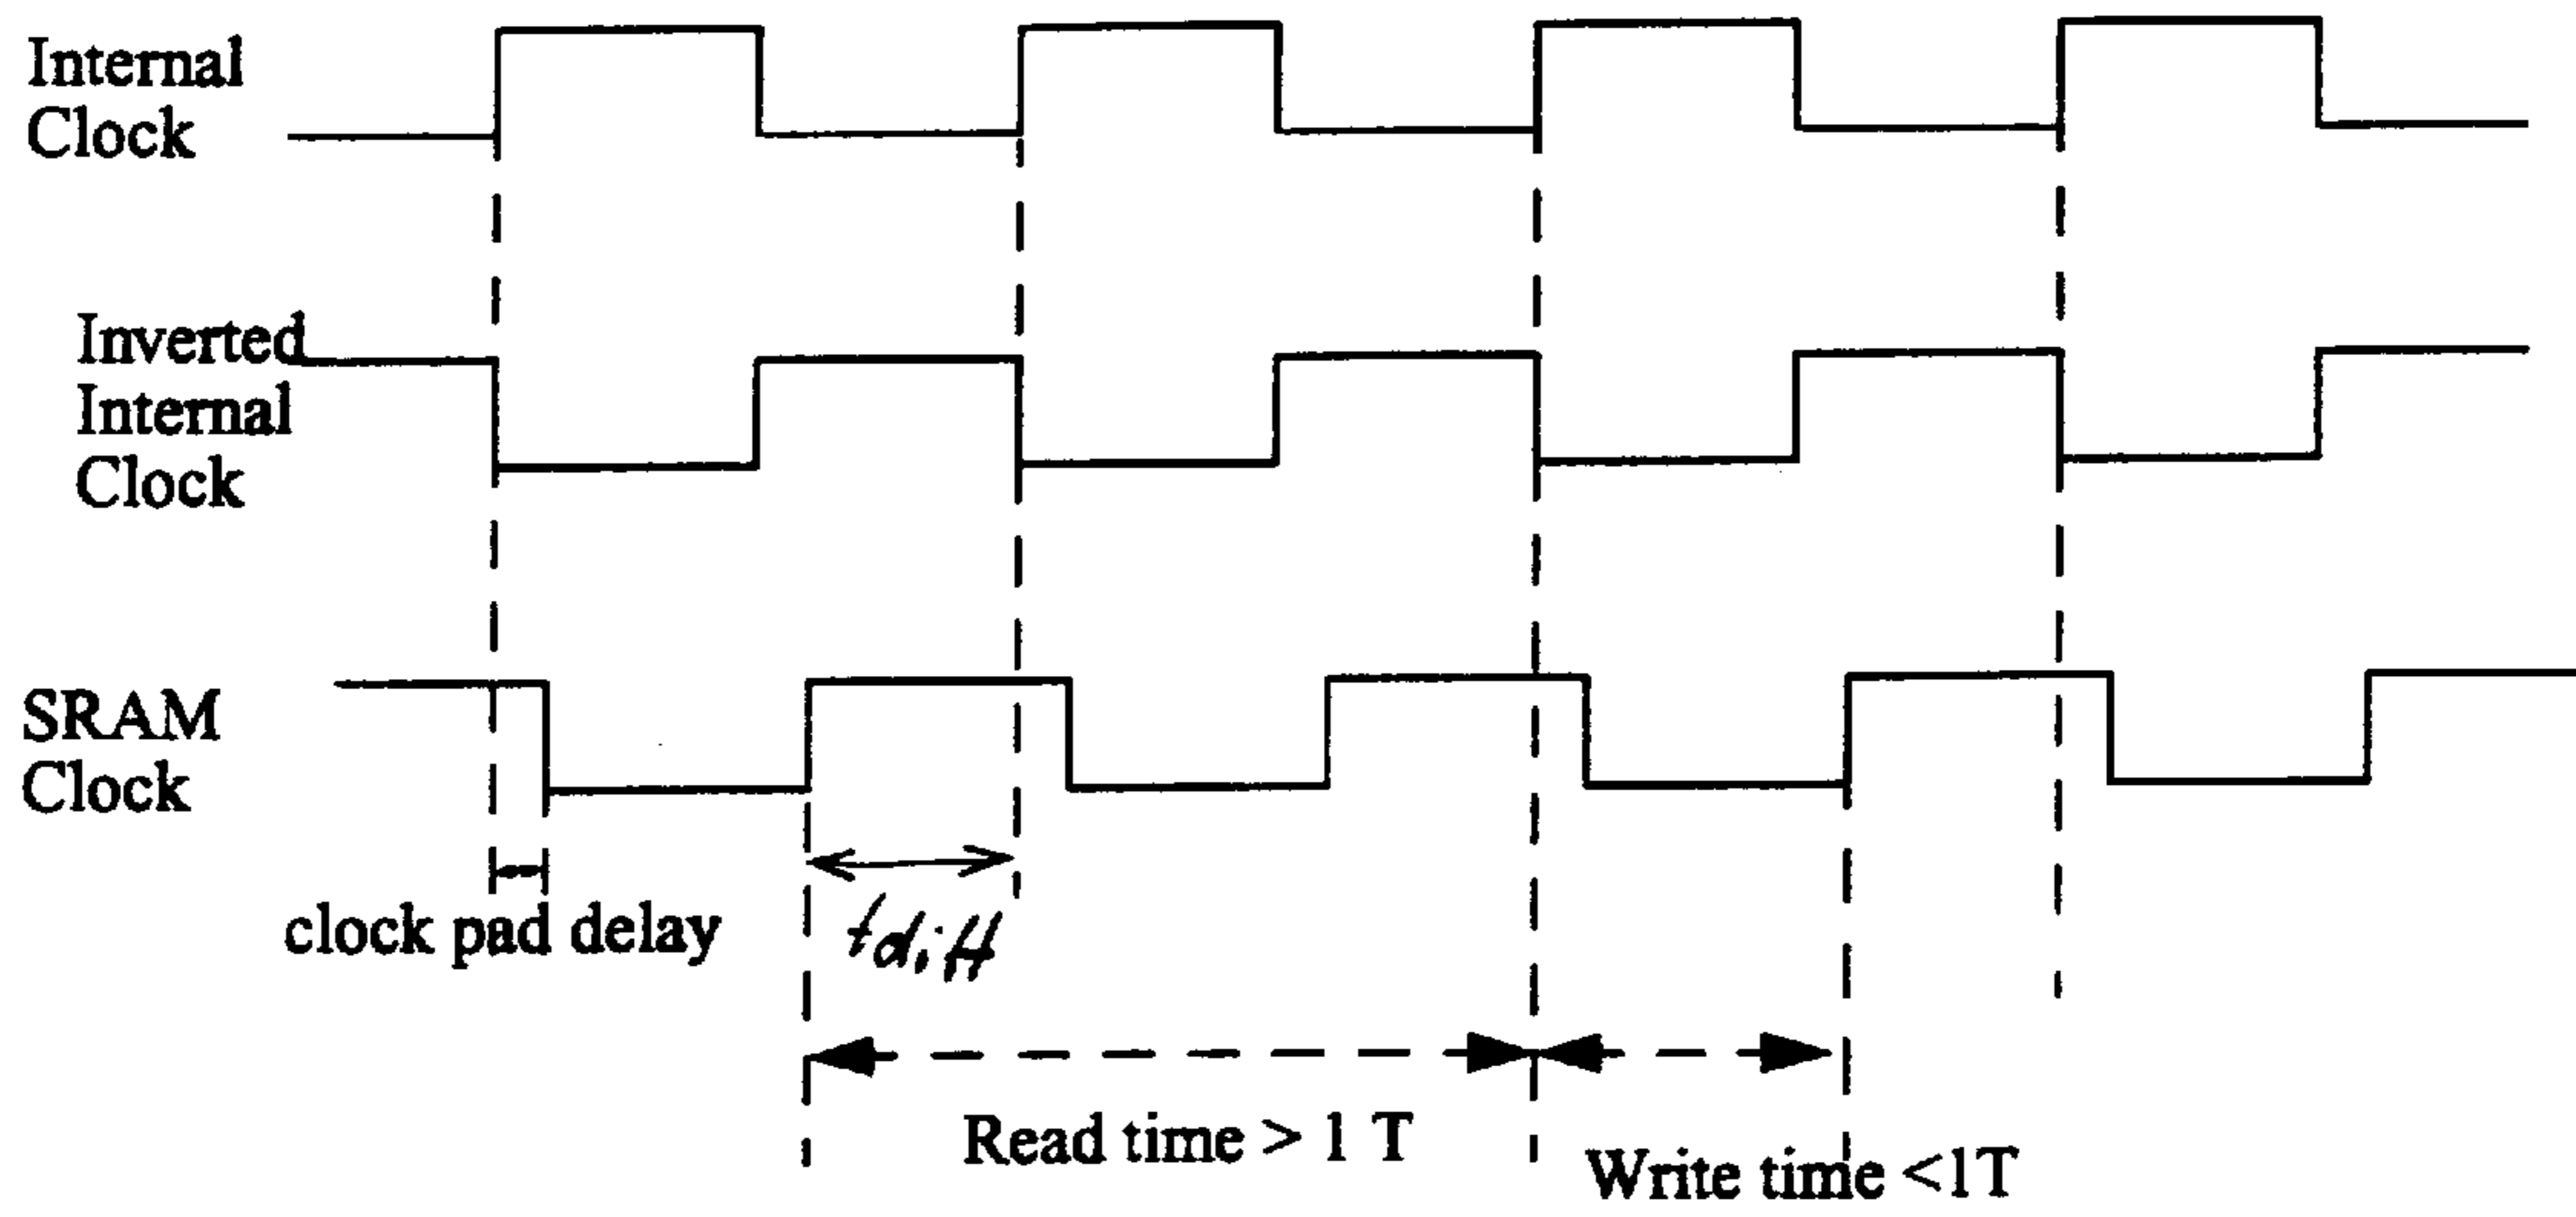 Internal
Clock
Inverted
Internal
Clock
SRAM
Clock
clock pad delay
tdiff
Read time > 1 T
Write time <1T